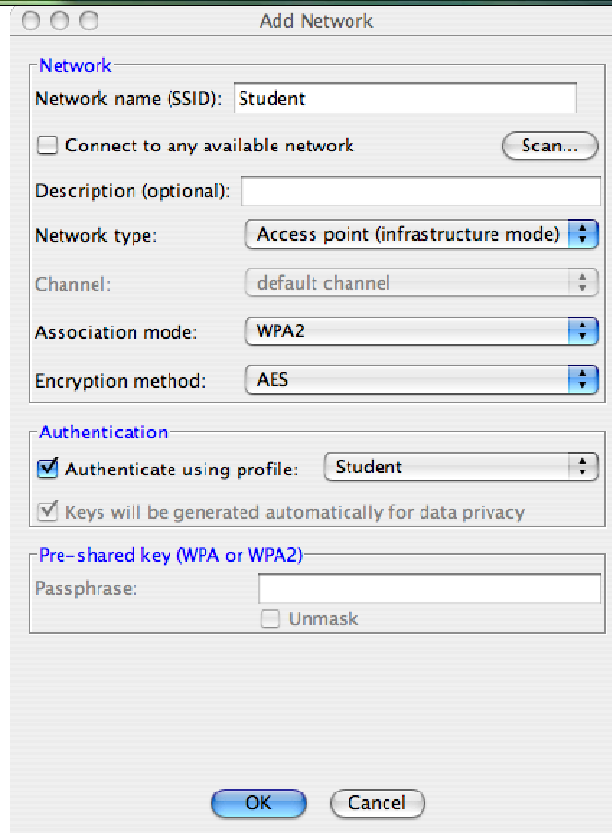 Add Network
Network
Network name (SSID): Student
Connect to any available network Scan...
Description (optional):
Network type: Access point (infrastructure mode)
Channel: default channel
Association mode: WPA2
Encryption method: AES
Authentication
Authenticate using profile: Student
Keys will be generated automatically for data privacy
Pre-shared key (WPA or WPA2)
Passphrase:
Unmask
OK Cancel